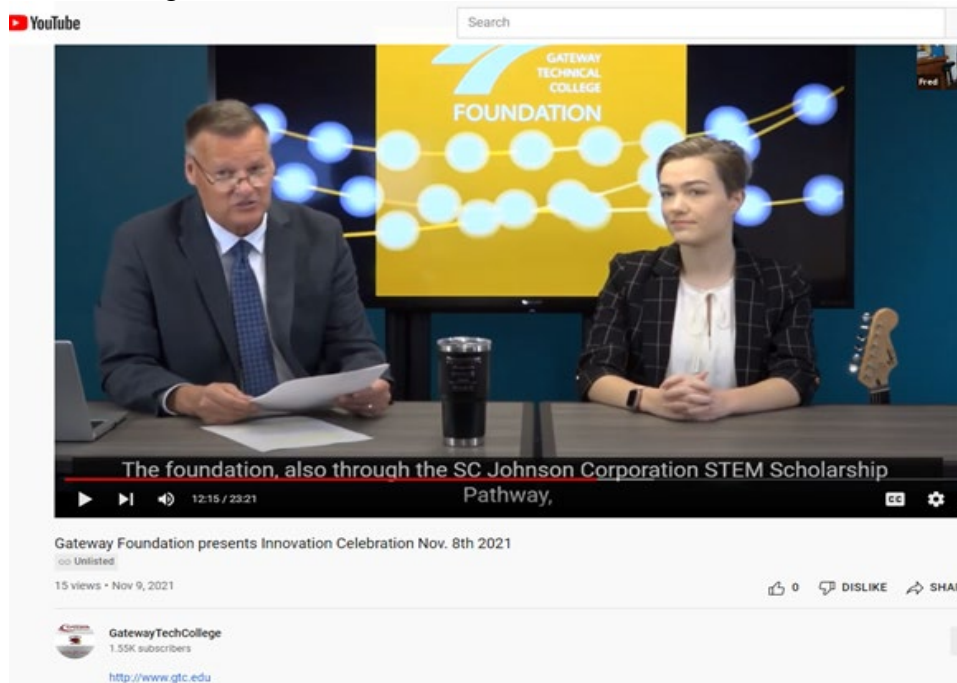 YouTube
Search
GATEWAY
TECHNICAL
COLLEGE
FOUNDATION
Fred
The foundation, also through the SC Johnson Corporation STEM Scholarship
Pathway,
12:15 / 23:21
CC
Gateway Foundation presents Innovation Celebration Nov. 8th 2021
Unlisted
15 views • Nov 9, 2021
0 DISLIKE SHA
GatewayTechCollege
1.55K subscribers
http://www.gtc.edu